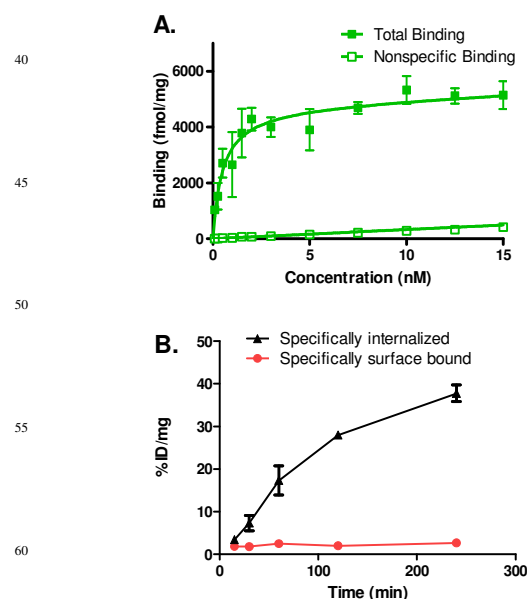 A.
Total Binding
Nonspecific Binding
Binding (fmol/mg)
6000
4000
2000
0
0
5
10
15
Concentration (nM)
B.
Specifically internalized
Specifically surface bound
%ID/mg
50
40
30
20
10
0
0
100
200
300
Time (min)
40
45
50
55
60